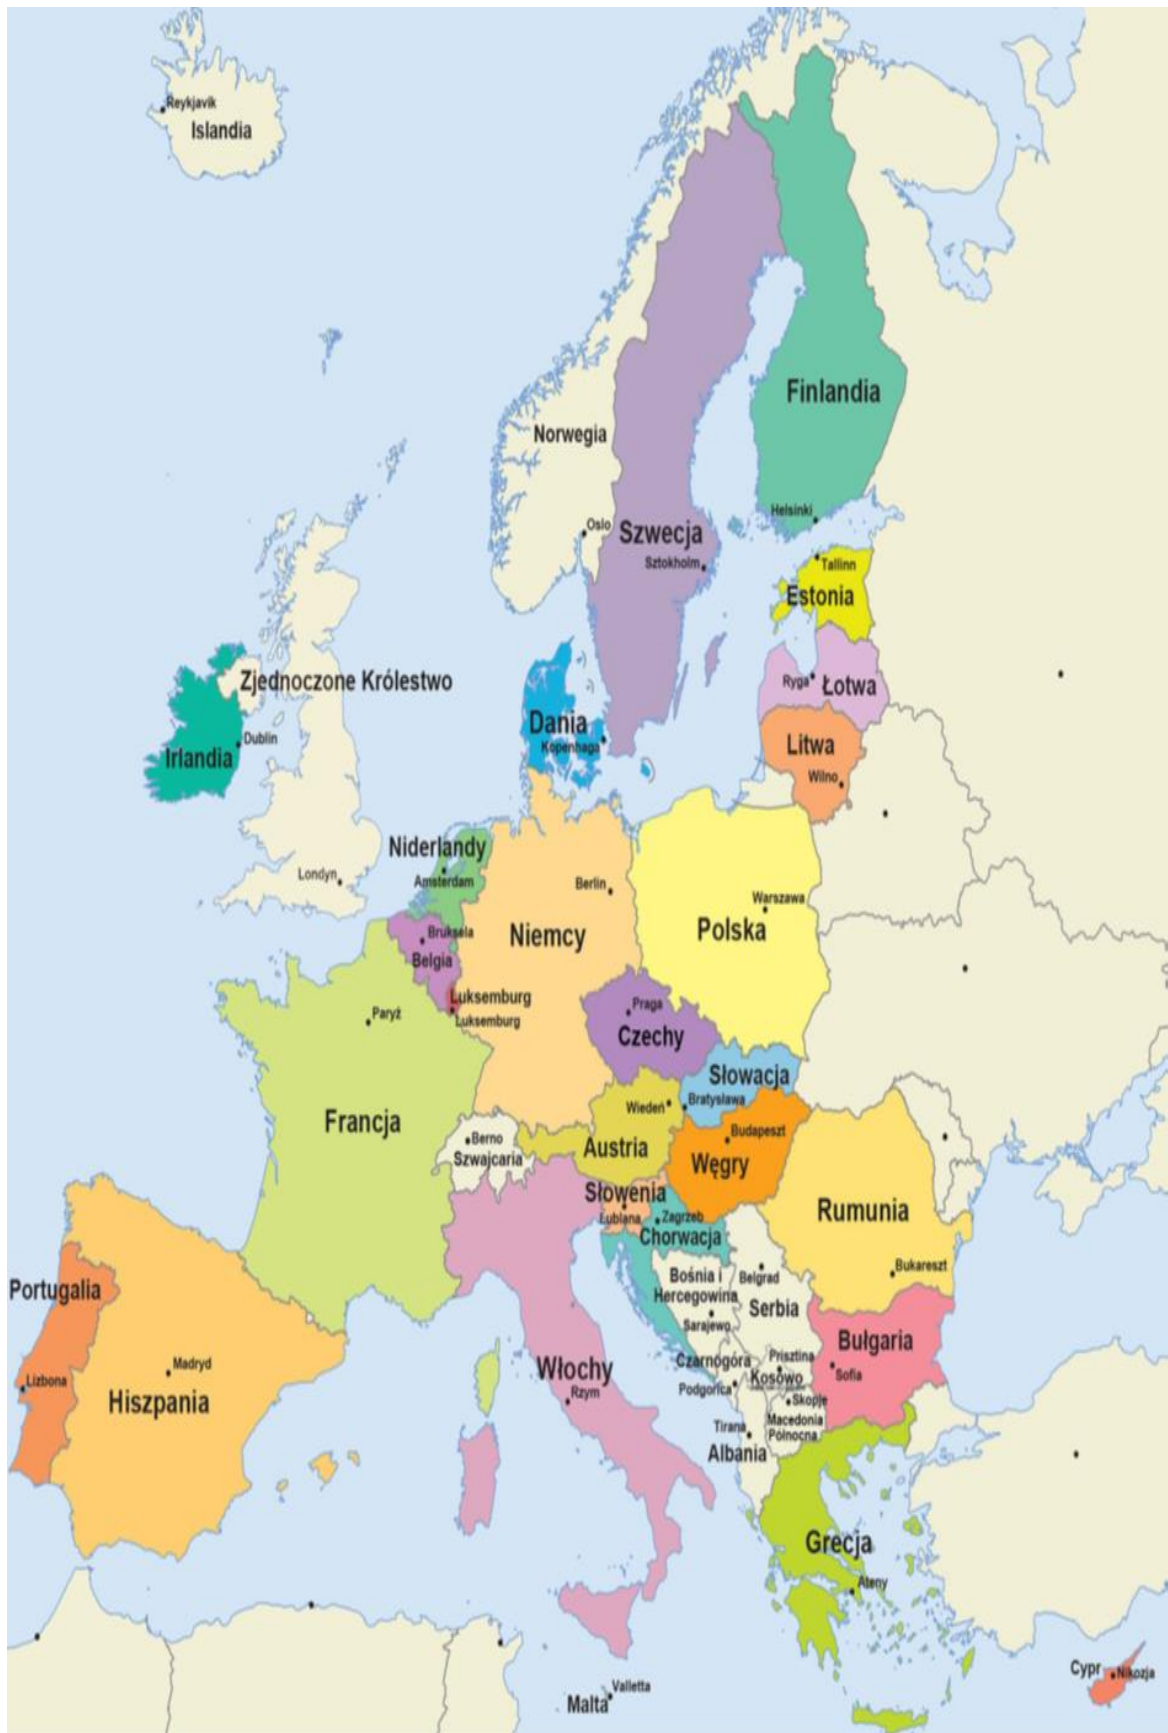 Reykjavik
Islandia
Finlandia
Norwegia
Helsinki
Oslo
Szwecja
Sztokholm
Tallinn
Estonia
Zjednoczone Królestwo
Ryga
Łotwa
Dania
Kopenhaga
Dublin
Irlandia
Litwa
Wilno
Niderlandy
Amsterdam
Londyn
Berlin
Warszawa
Polska
Niemcy
Bruksela
Belgia
Luksemburg
Luksemburg
Praga
Czechy
Paryż
Słowacja
Bratysława
Wiedeń
Francja
Budapeszt
Berno
Szwajcaria
Austria
Węgry
Słowenia
Lublana
Zagrzeb
Chorwacja
Rumunia
Bukareszt
Portugalia
Bośnia i
Hercegowina
Sarajewo
Belgrad
Serbia
Bułgaria
Sofia
Madryd
Lizbona
Hiszpania
Włochy
Rzym
Czarnogóra
Podgorica
Prisztina
Kosowo
Skopje
Macedonia
Północna
Tirana
Albania
Grecja
Ateny
Cypr
Nikozja
Valletta
Malta